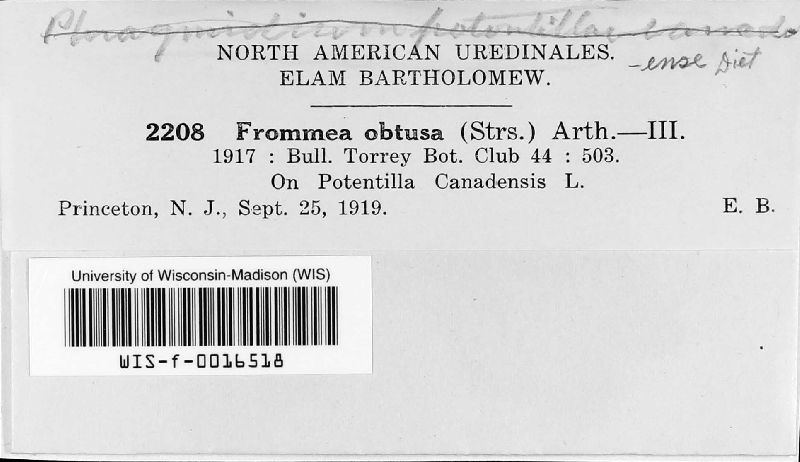 Phragmidium potentillae canad
-ense Diet
NORTH AMERICAN UREDINALES.
ELAM BARTHOLOMEW.
2208 Frommea obtusa (Strs.) Arth.—III.
1917 : Bull. Torrey Bot. Club 44 : 503.
On Potentilla Canadensis L.
Princeton, N. J., Sept. 25, 1919. E. B.
University of Wisconsin-Madison (WIS)
WIS-f-0016518